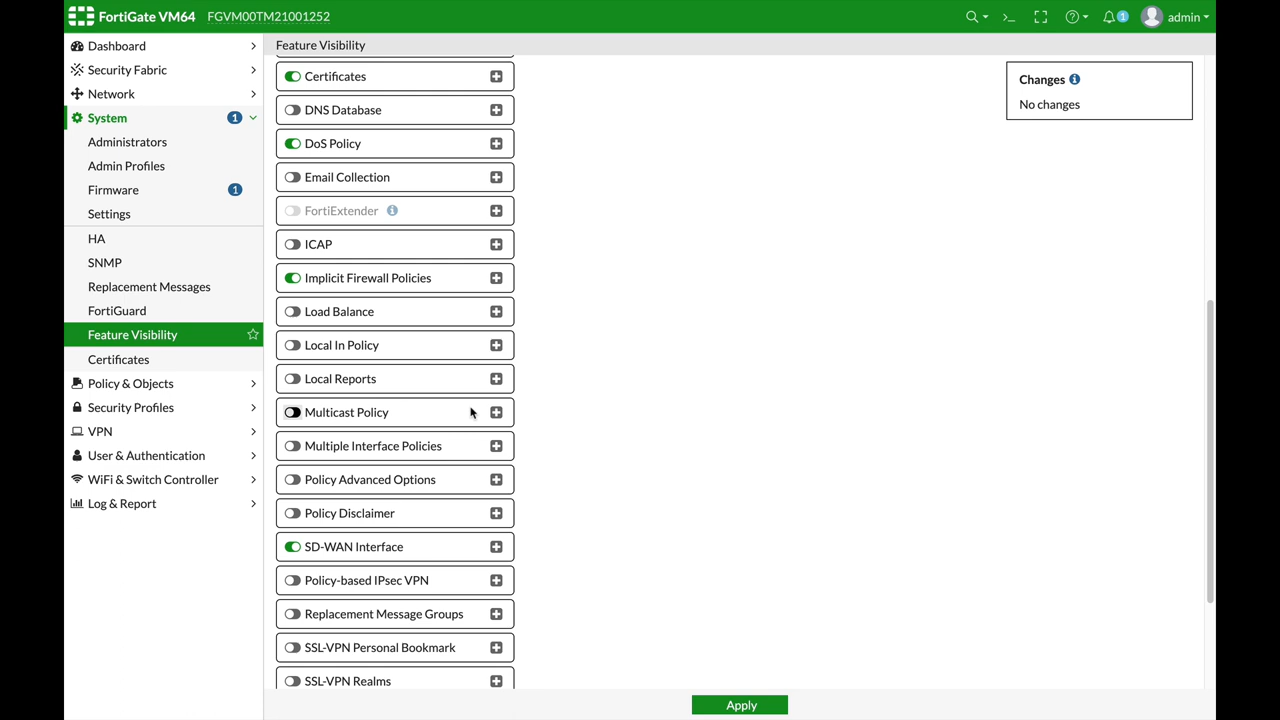 FortiGate VM64 FGVM00TM21001252
1 admin
Dashboard
Security Fabric
Network
System 1
Administrators
Admin Profiles
Firmware 1
Settings
HA
SNMP
Replacement Messages
FortiGuard
Feature Visibility
Certificates
Policy & Objects
Security Profiles
VPN
User & Authentication
WiFi & Switch Controller
Log & Report
Feature Visibility
Certificates
DNS Database
DoS Policy
Email Collection
FortiExtender
ICAP
Implicit Firewall Policies
Load Balance
Local In Policy
Local Reports
Multicast Policy
Multiple Interface Policies
Policy Advanced Options
Policy Disclaimer
SD-WAN Interface
Policy-based IPsec VPN
Replacement Message Groups
SSL-VPN Personal Bookmark
SSL-VPN Realms
Changes
No changes
Apply